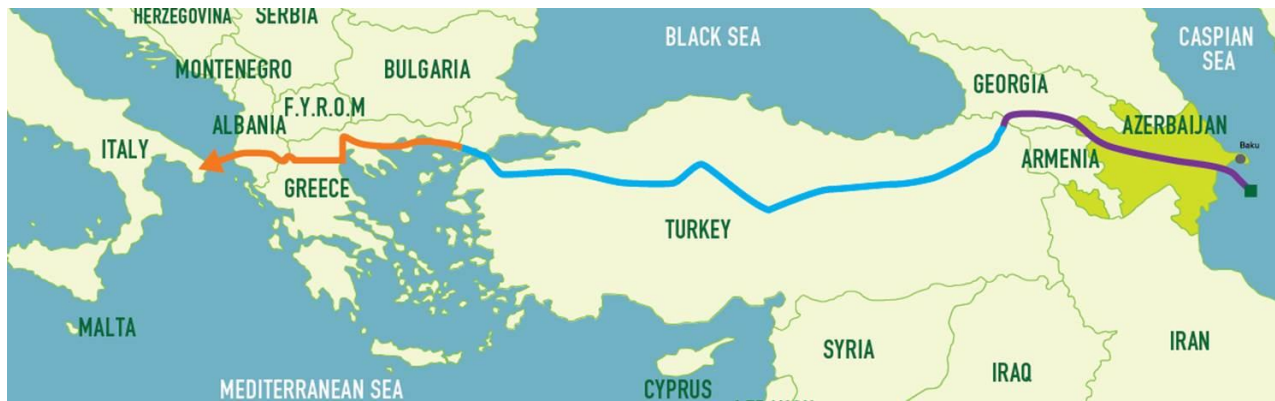 HERZEGOVINA
SERBIA
BLACK SEA
CASPIAN
SEA
MONTENEGRO
BULGARIA
GEORGIA
F.Y.R.O.M
ALBANIA
AZERBAIJAN
ITALY
Baku
ARMENIA
GREECE
TURKEY
MALTA
SYRIA
IRAN
IRAQ
MEDITERRANEAN SEA
CYPRUS